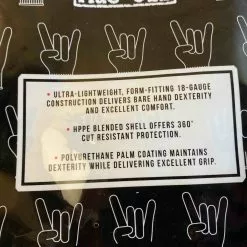 • ULTRA-LIGHTWEIGHT, FORM-FITTING 18-GAUGE
CONSTRUCTION DELIVERS BARE HAND DEXTERITY
AND EXCELLENT COMFORT.
• HPPE BLENDED SHELL OFFERS 360°
CUT RESISTANT PROTECTION.
• POLYURETHANE PALM COATING MAINTAINS
DEXTERITY WHILE DELIVERING EXCELLENT GRIP.